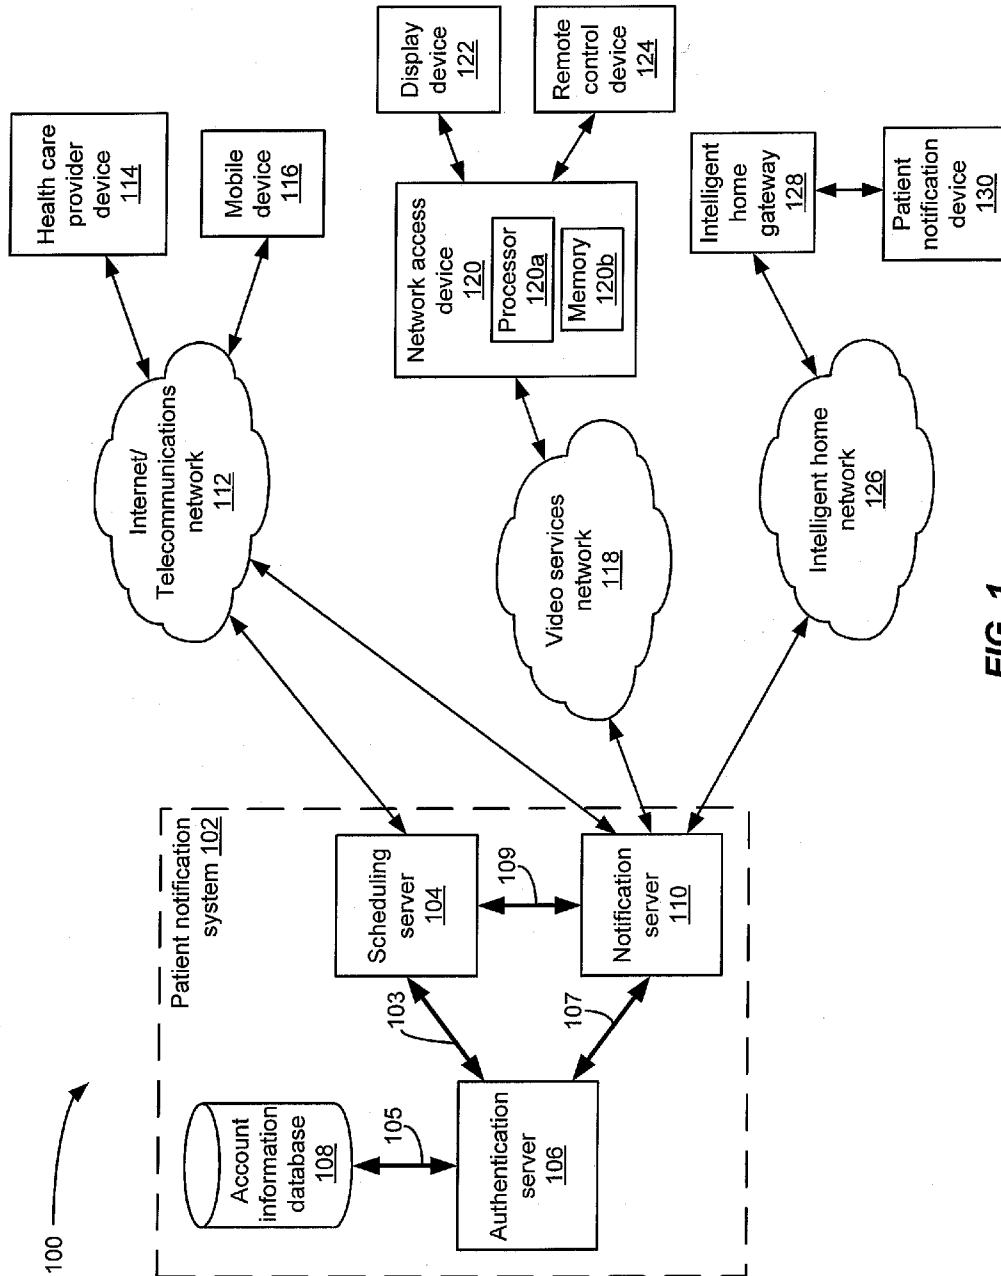 100
Patient notification
system 102
Account
information
database
108
105
Authentication
server
106
103
107
Scheduling
server
104
109
Notification
server
110
Internet/
Telecommunications
network
112
Video services
network
118
Intelligent home
network
126
Health care
provider
device
114
Mobile
device
116
Network access
device
120
Processor
120a
Memory
120b
Display
device
122
Remote
control
device
124
Intelligent
home
gateway
128
Patient
notification
device
130
FIG. 1